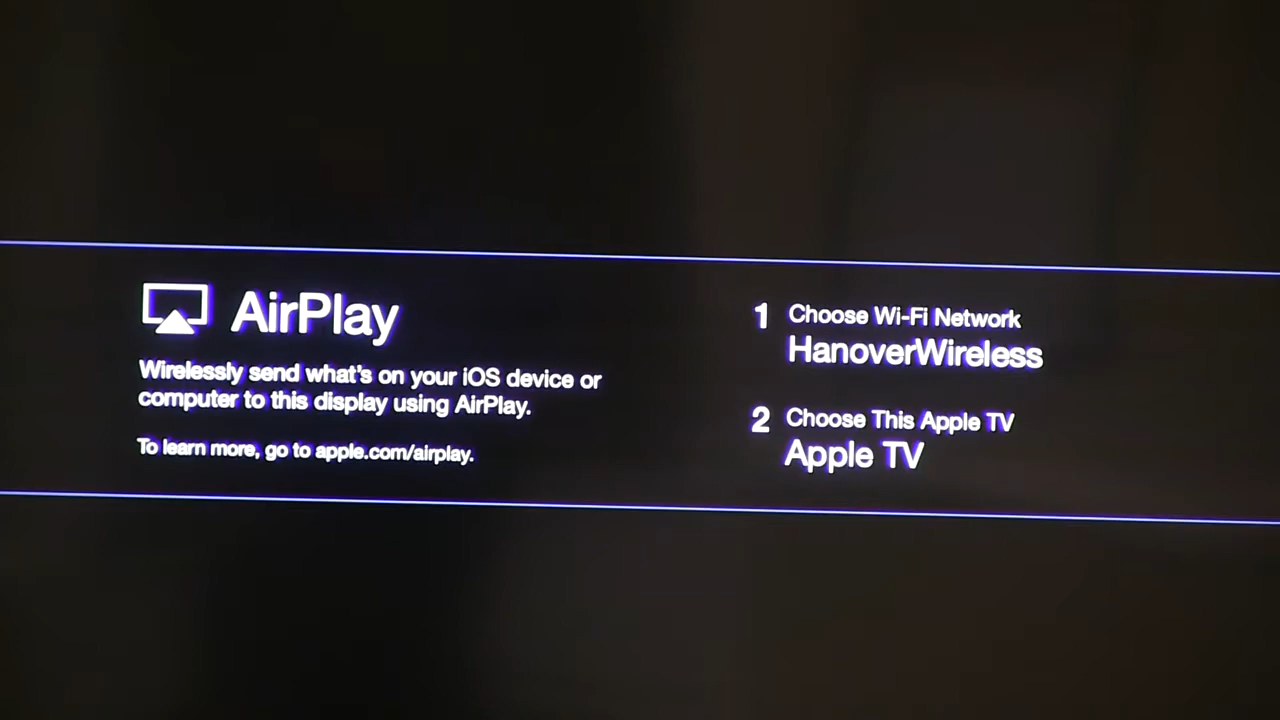 AirPlay
Wirelessly send what's on your iOS device or
computer to this display using AirPlay.
To learn more, go to apple.com/airplay.
1 Choose Wi-Fi Network
HanoverWireless
2 Choose This Apple TV
Apple TV